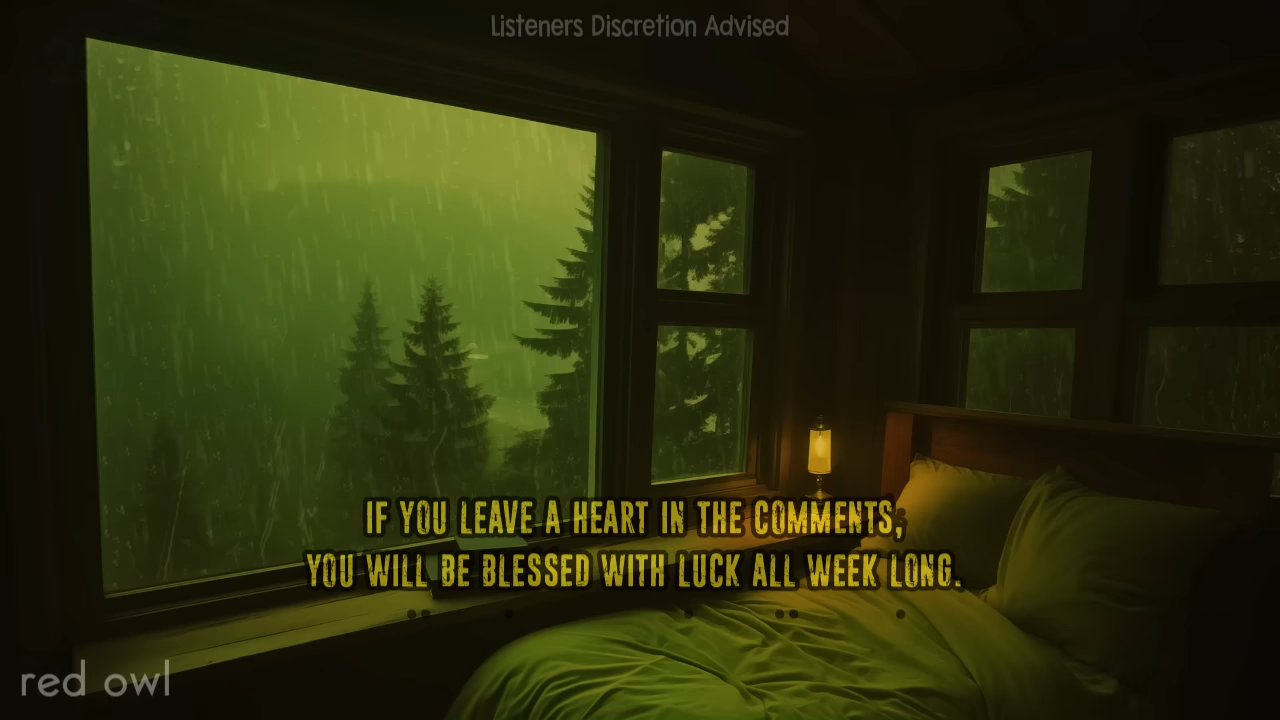 Listeners Discretion Advised
IF YOU LEAVE A HEART IN THE COMMENTS,
YOU WILL BE BLESSED WITH LUCK ALL WEEK LONG.
red owl